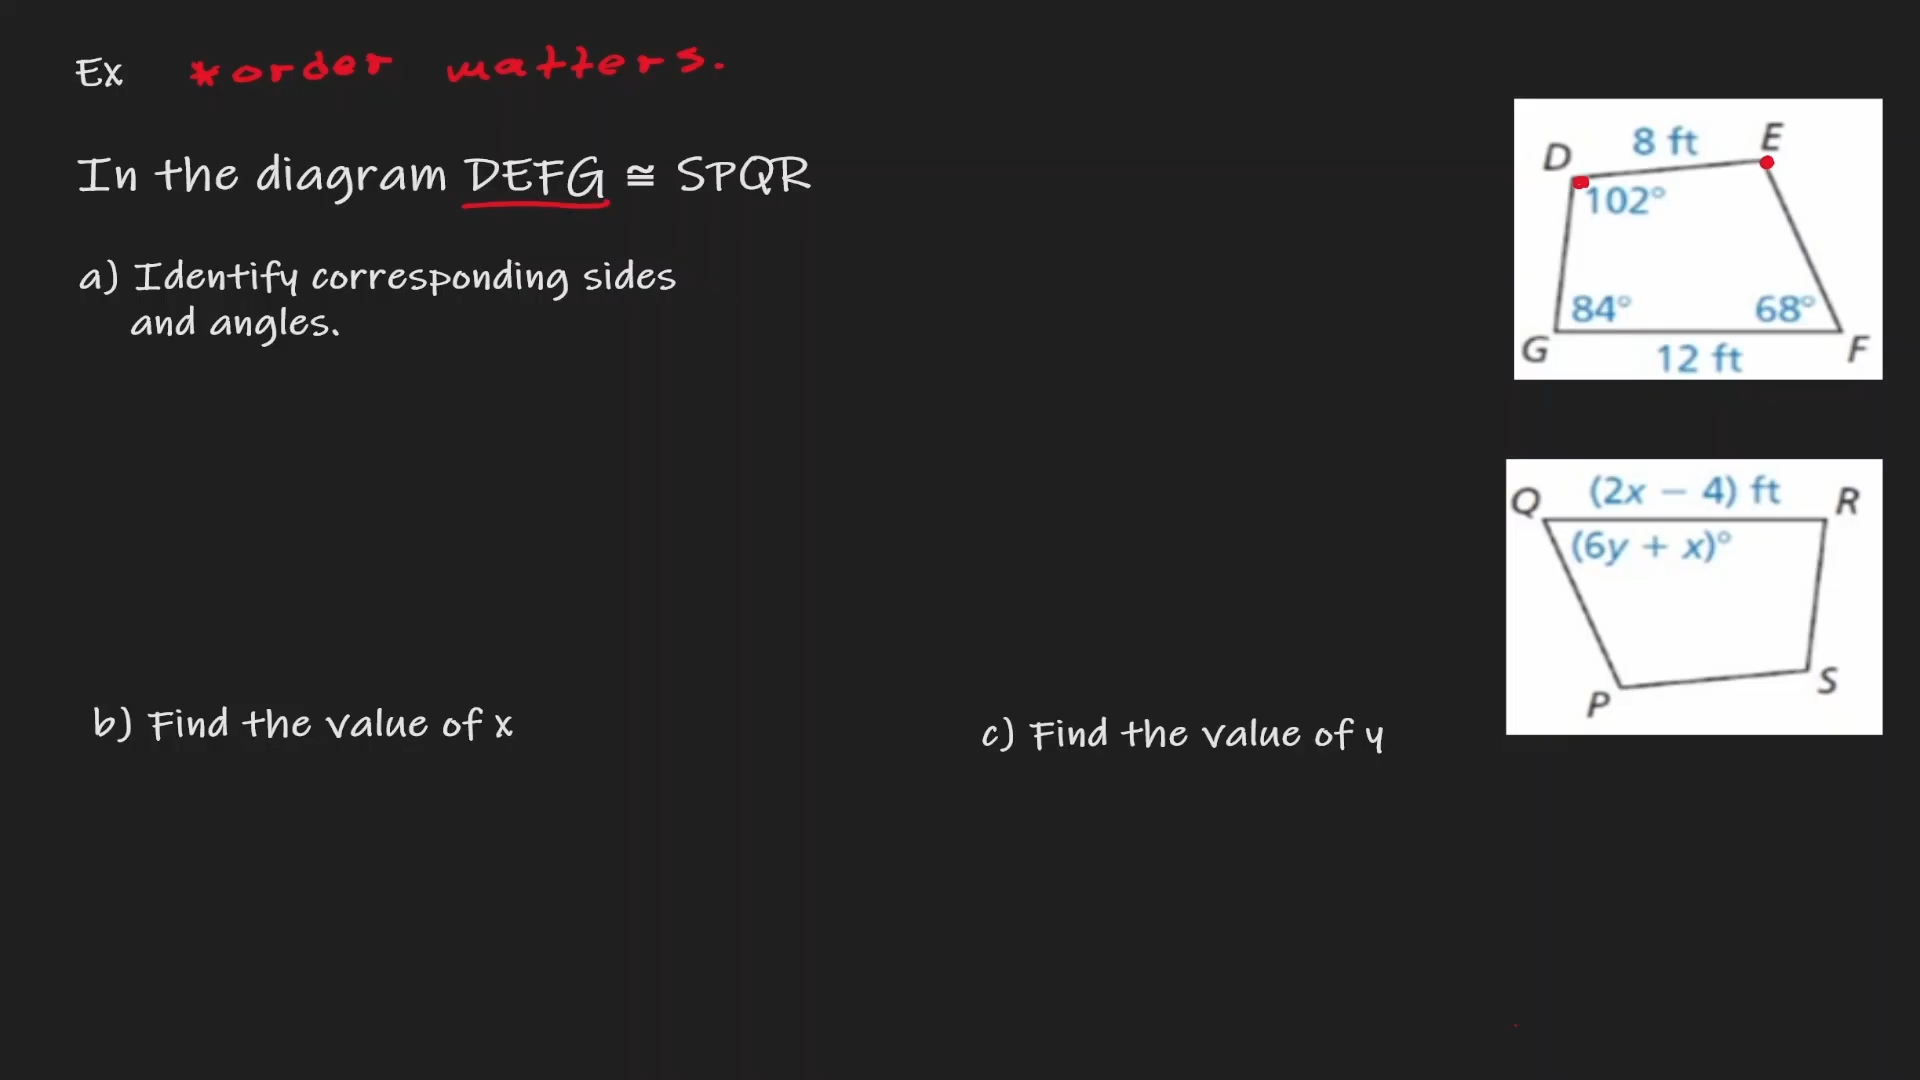 Ex *order matters.
In the diagram DEFG ≅ SPQR
a) Identify corresponding sides
and angles.
D 8 ft E
102°
84° 68°
G 12 ft F
Q (2x − 4) ft R
(6y + x)°
P S
b) Find the value of x
c) Find the value of y